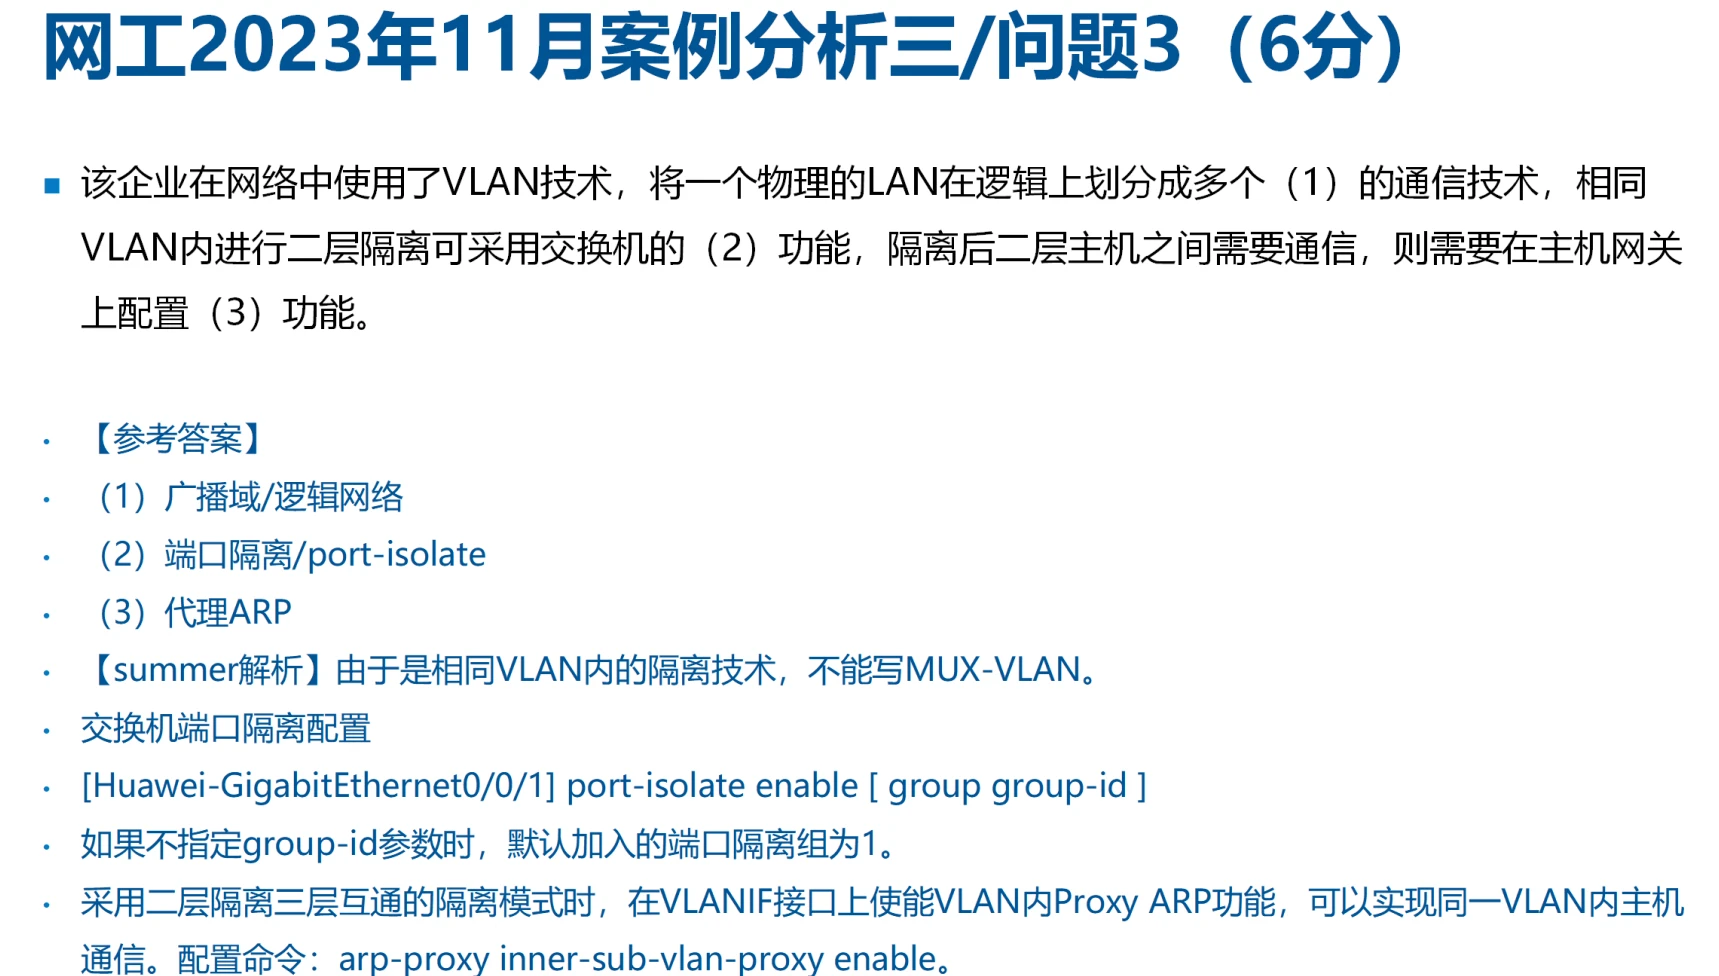 网工2023年11月案例分析三/问题3（6分）
■ 该企业在网络中使用了VLAN技术，将一个物理的LAN在逻辑上划分成多个（1）的通信技术，相同
VLAN内进行二层隔离可采用交换机的（2）功能，隔离后二层主机之间需要通信，则需要在主机网关
上配置（3）功能。
• 【参考答案】
• （1）广播域/逻辑网络
• （2）端口隔离/port-isolate
• （3）代理ARP
• 【summer解析】由于是相同VLAN内的隔离技术，不能写MUX-VLAN。
• 交换机端口隔离配置
• [Huawei-GigabitEthernet0/0/1] port-isolate enable [ group group-id ]
• 如果不指定group-id参数时，默认加入的端口隔离组为1。
• 采用二层隔离三层互通的隔离模式时，在VLANIF接口上使能VLAN内Proxy ARP功能，可以实现同一VLAN内主机
通信。配置命令：arp-proxy inner-sub-vlan-proxy enable。